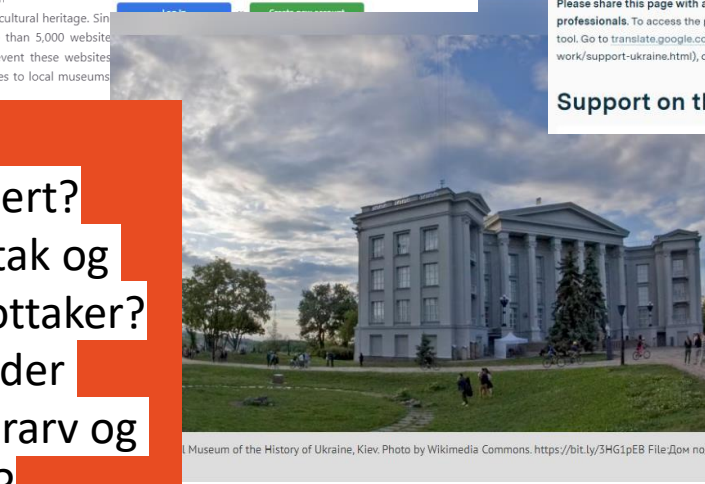 cultural heritage. Sin
than 5,000 website
event these websites
es to local museums
Please share this page with a
professionals. To access the p
tool. Go to translate.google.co
work/support-ukraine.html), c
Support on th
ert?
tak og
ottaker?
der
rarv og
l Museum of the History of Ukraine, Kiev. Photo by Wikimedia Commons. https://bit.ly/3HG1pEB File:Дом по